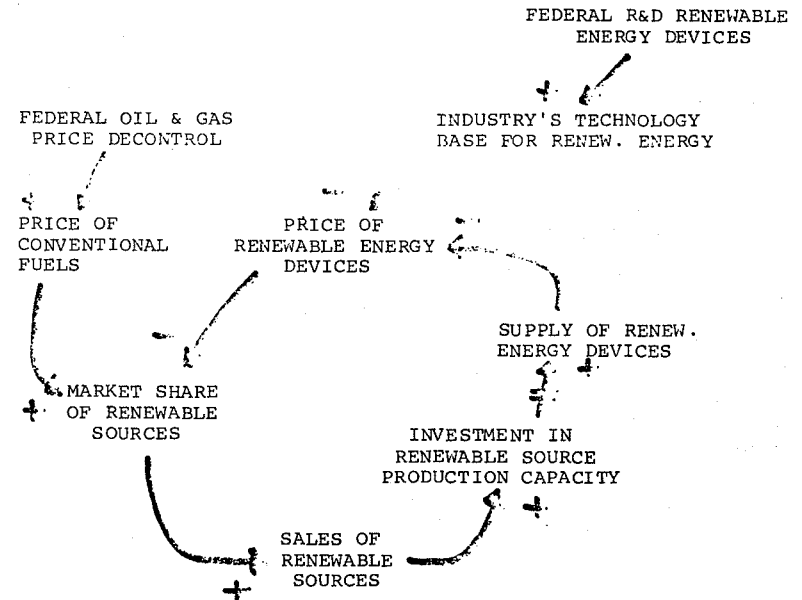 FEDERAL R&D RENEWABLE
ENERGY DEVICES
+
FEDERAL OIL & GAS
PRICE DECONTROL
INDUSTRY'S TECHNOLOGY
BASE FOR RENEW. ENERGY
+
-
-
PRICE OF
CONVENTIONAL
FUELS
PRICE OF
RENEWABLE ENERGY
DEVICES
SUPPLY OF RENEW.
ENERGY DEVICES
-
+
MARKET SHARE
OF RENEWABLE
SOURCES
+
INVESTMENT IN
RENEWABLE SOURCE
PRODUCTION CAPACITY
+
SALES OF
RENEWABLE
SOURCES
+